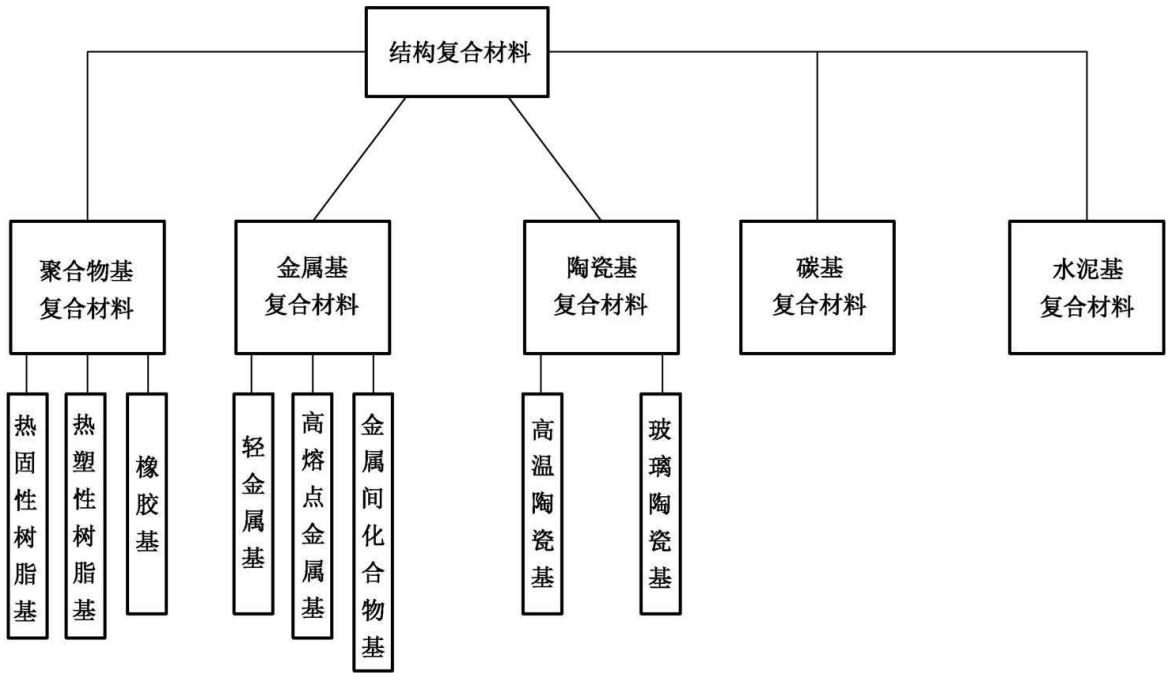 结构复合材料
聚合物基
复合材料
金属基
复合材料
陶瓷基
复合材料
碳基
复合材料
水泥基
复合材料
热固性树脂基
热塑性树脂基
橡胶基
轻金属基
高熔点金属基
金属间化合物基
高温陶瓷基
玻璃陶瓷基